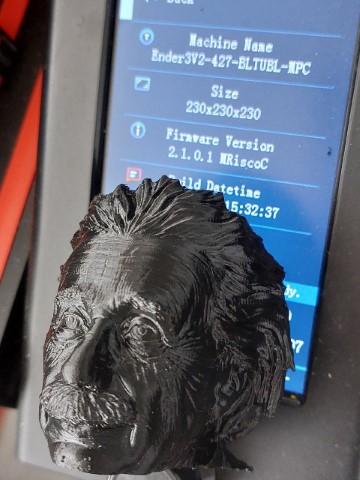 Back
Machine Name
Ender3V2-427-BLTUBL-MPC
Size
230x230x230
Firmware Version
2.1.0.1 MRiscoC
Build Datetime
15:32:37